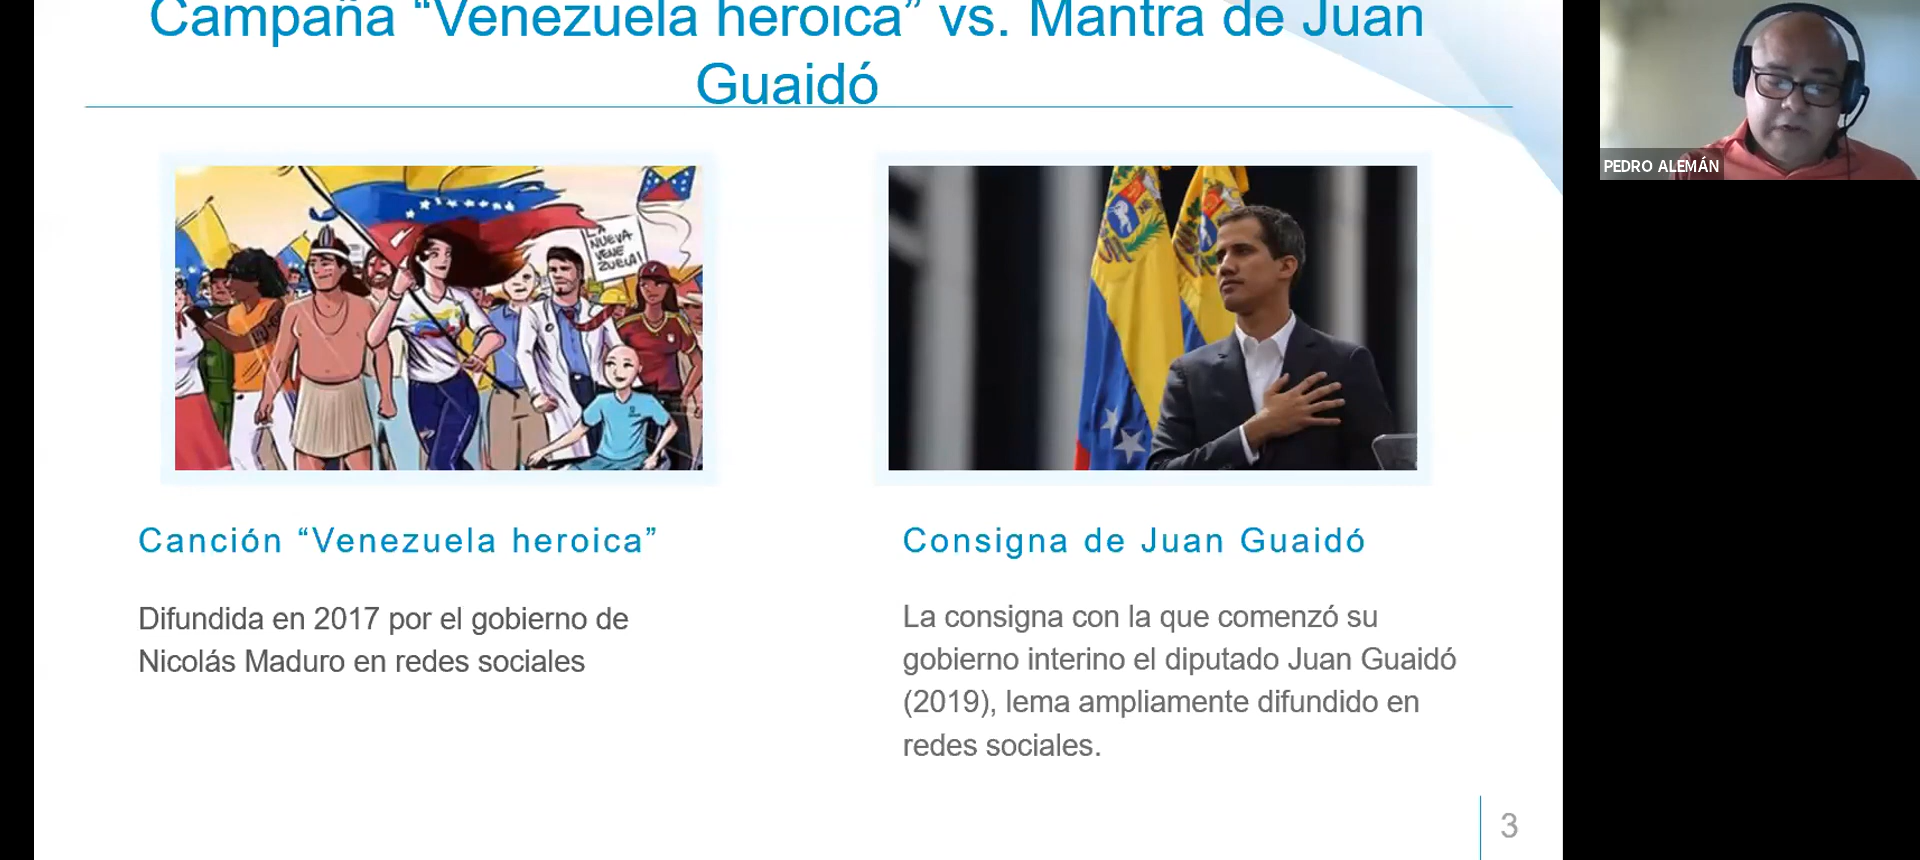 Campaña “Venezuela heroica” vs. Mantra de Juan
Guaidó
PEDRO ALEMÁN
LA
NUEVA
VENE
ZUELA!
Canción “Venezuela heroica”
Difundida en 2017 por el gobierno de
Nicolás Maduro en redes sociales
Consigna de Juan Guaidó
La consigna con la que comenzó su
gobierno interino el diputado Juan Guaidó
(2019), lema ampliamente difundido en
redes sociales.
3